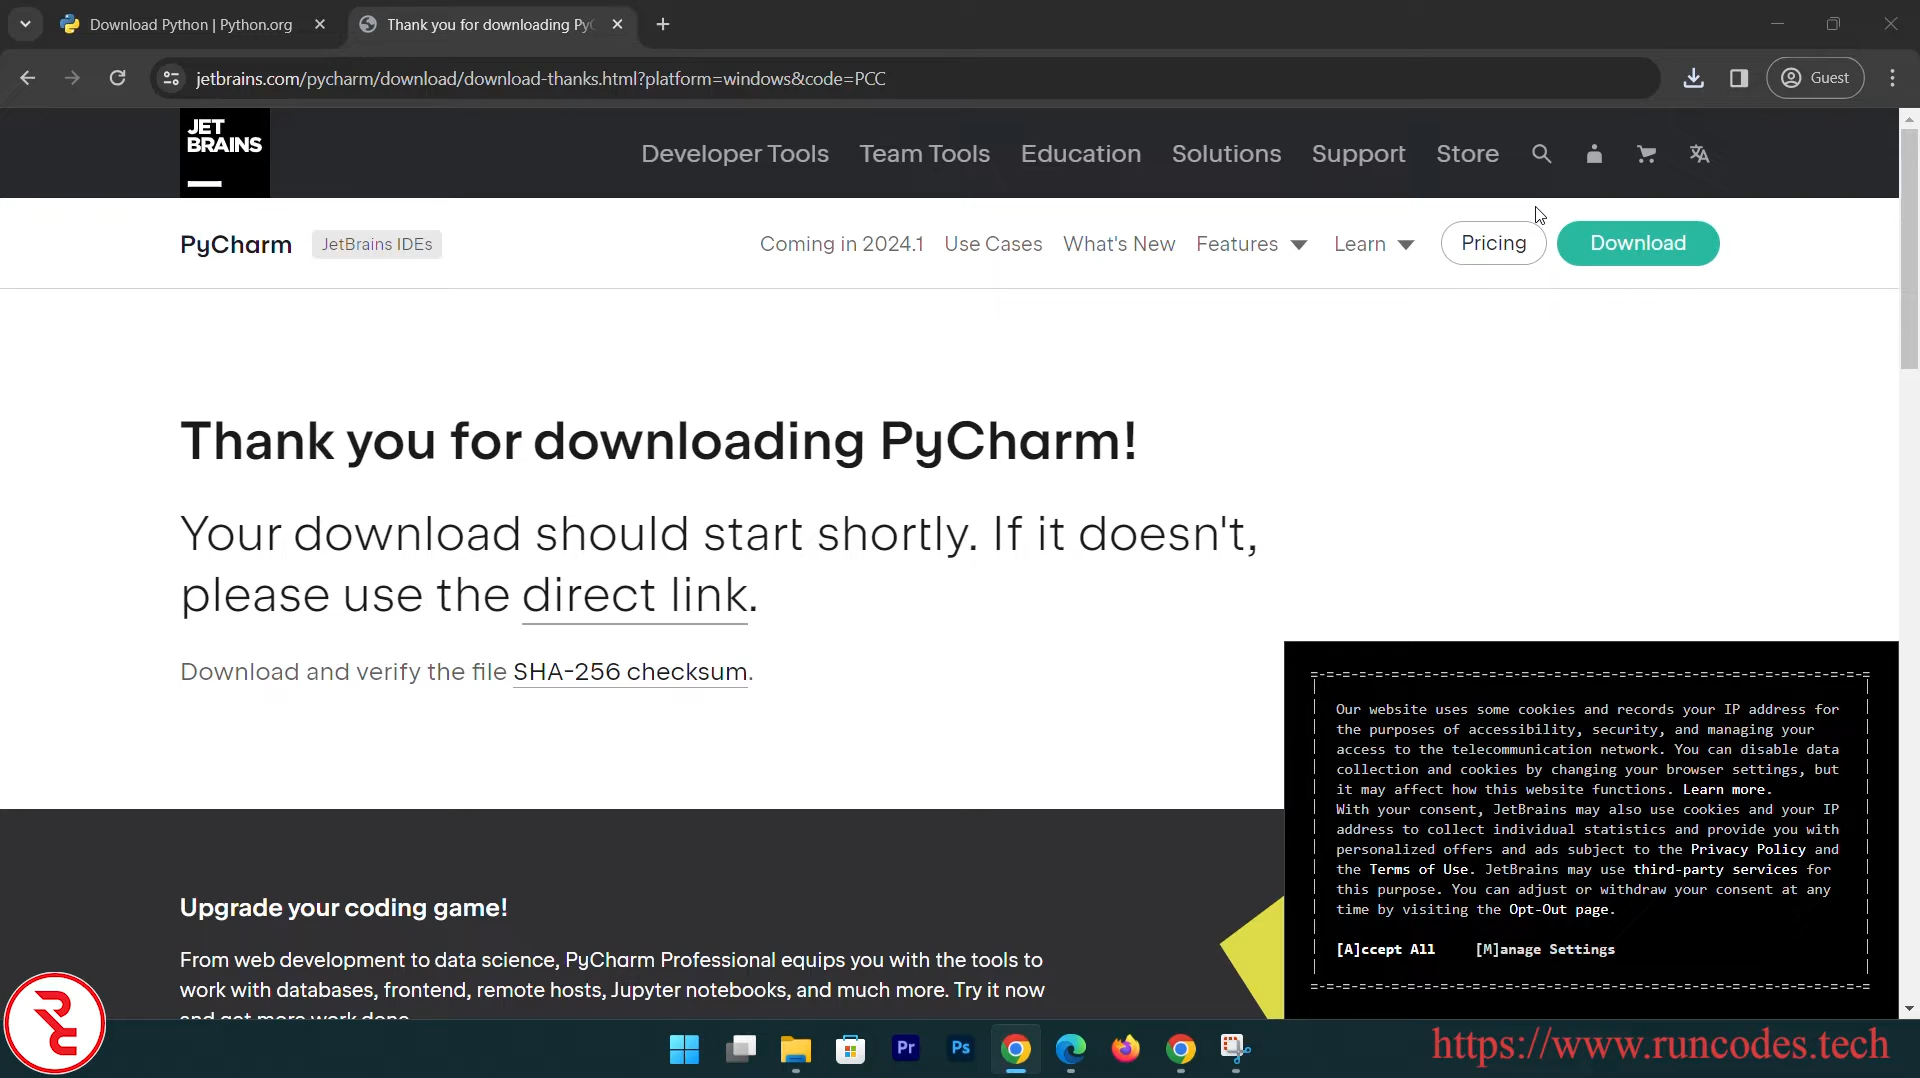 Download Python | Python.org
Thank you for downloading PyC
jetbrains.com/pycharm/download/download-thanks.html?platform=windows&code=PCC
Guest
JET
BRAINS
Developer Tools
Team Tools
Education
Solutions
Support
Store
PyCharm
JetBrains IDEs
Coming in 2024.1
Use Cases
What's New
Features
Learn
Pricing
Download
Thank you for downloading PyCharm!
Your download should start shortly. If it doesn't,
please use the direct link.
Download and verify the file SHA-256 checksum.
Our website uses some cookies and records your IP address for
the purposes of accessibility, security, and managing your
access to the telecommunication network. You can disable data
collection and cookies by changing your browser settings, but
it may affect how this website functions. Learn more.
With your consent, JetBrains may also use cookies and your IP
address to collect individual statistics and provide you with
personalized offers and ads subject to the Privacy Policy and
the Terms of Use. JetBrains may use third-party services for
this purpose. You can adjust or withdraw your consent at any
time by visiting the Opt-Out page.
[A]ccept All
[M]anage Settings
Upgrade your coding game!
From web development to data science, PyCharm Professional equips you with the tools to
work with databases, frontend, remote hosts, Jupyter notebooks, and much more. Try it now
and get more work done.
Pr
Ps
https://www.runcodes.tech